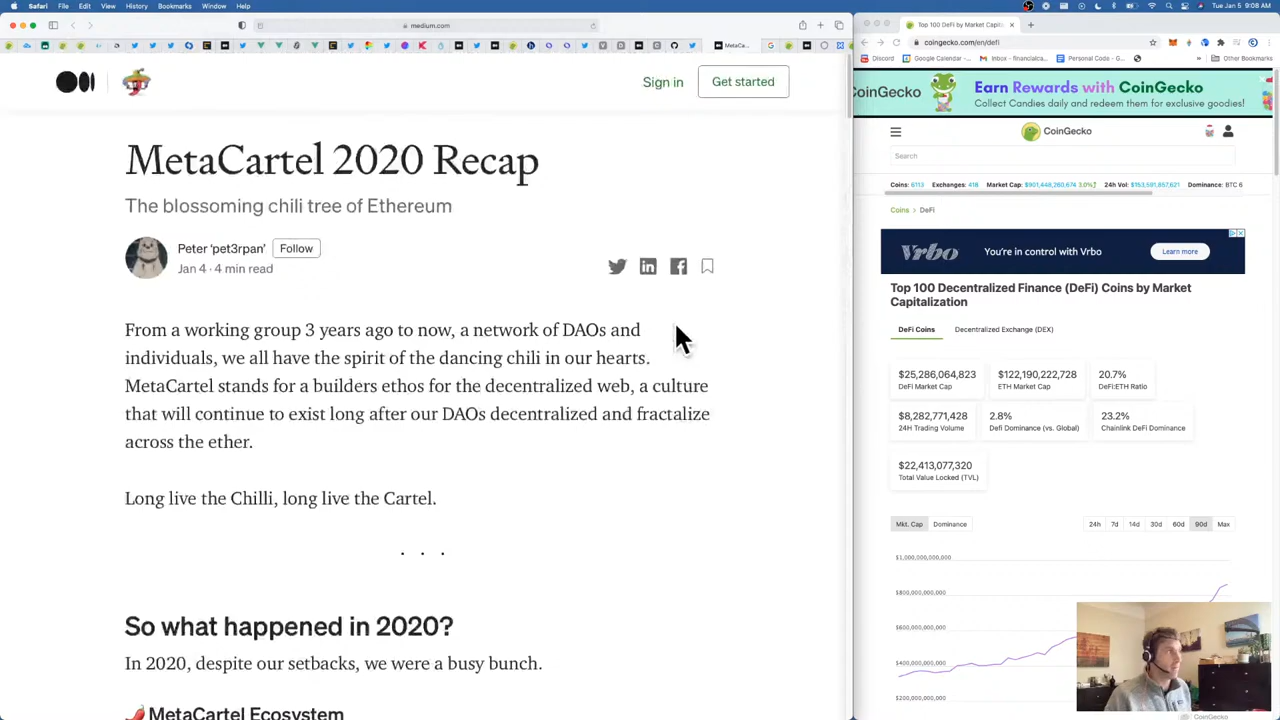 Safari File Edit View History Bookmarks Window Help
Tue Jan 5 9:08 AM
medium.com
MetaCa...
Sign in
Get started
MetaCartel 2020 Recap
The blossoming chili tree of Ethereum
Peter 'pet3rpan' Follow
Jan 4 · 4 min read
From a working group 3 years ago to now, a network of DAOs and
individuals, we all have the spirit of the dancing chili in our hearts.
MetaCartel stands for a builders ethos for the decentralized web, a culture
that will continue to exist long after our DAOs decentralized and fractalize
across the ether.
Long live the Chilli, long live the Cartel.
. . .
So what happened in 2020?
In 2020, despite our setbacks, we were a busy bunch.
MetaCartel Ecosystem
Top 100 DeFi by Market Capit
coingecko.com/en/defi
Discord Google Calendar -... Inbox - financialca... Personal Code - G... Other Bookmarks
CoinGecko
Earn Rewards with CoinGecko
Collect Candies daily and redeem them for exclusive goodies!
CoinGecko
Search
Coins: 6113 Exchanges: 418 Market Cap: $901,448,260,674 3.0% 24h Vol: $153,591,857,621 Dominance: BTC 6
Coins > DeFi
Vrbo You're in control with Vrbo Learn more
Top 100 Decentralized Finance (DeFi) Coins by Market
Capitalization
DeFi Coins Decentralized Exchange (DEX)
$25,286,064,823 $122,190,222,728 20.7%
DeFi Market Cap ETH Market Cap DeFi:ETH Ratio
$8,282,771,428 2.8% 23.2%
24H Trading Volume Defi Dominance (vs. Global) Chainlink DeFi Dominance
$22,413,077,320
Total Value Locked (TVL)
Mkt. Cap Dominance 24h 7d 14d 30d 60d 90d Max
$1,000,000,000,000
$800,000,000,000
$600,000,000,000
$400,000,000,000
$200,000,000,000
CoinGecko